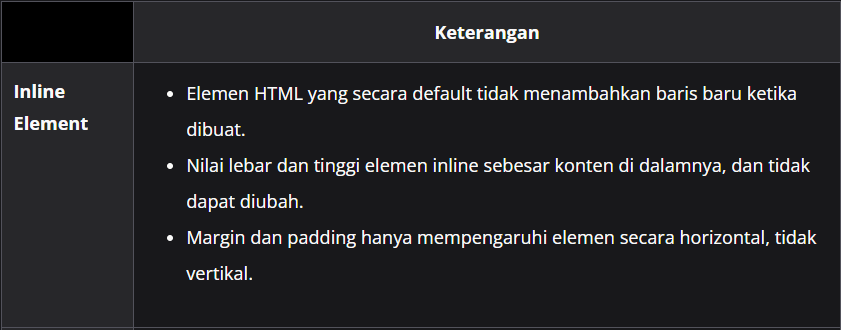 Keterangan
Inline
Element
• Elemen HTML yang secara default tidak menambahkan baris baru ketika
dibuat.
• Nilai lebar dan tinggi elemen inline sebesar konten di dalamnya, dan tidak
dapat diubah.
• Margin dan padding hanya mempengaruhi elemen secara horizontal, tidak
vertikal.